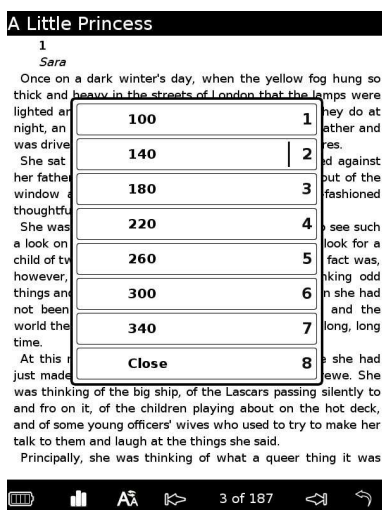 A Little Princess
1
Sara
Once on a dark winter's day, when the yellow fog hung so
thick and heavy in the streets of London that the lamps were
lighted an
hey do at
night, an
ather and
was drive
res.
She sat
ed against
her father
out of the
window a
-fashioned
thoughtfu
She was
o see such
a look on
look for a
child of tw
fact was,
however,
nking odd
things and
n she had
not been
and the
world the
long, long
time.
At this m
e she had
just made
rewe. She
was thinking of the big ship, of the Lascars passing silently to
and fro on it, of the children playing about on the hot deck,
and of some young officers' wives who used to try to make her
talk to them and laugh at the things she said.
Principally, she was thinking of what a queer thing it was
100 1
140 2
180 3
220 4
260 5
300 6
340 7
Close 8
3 of 187